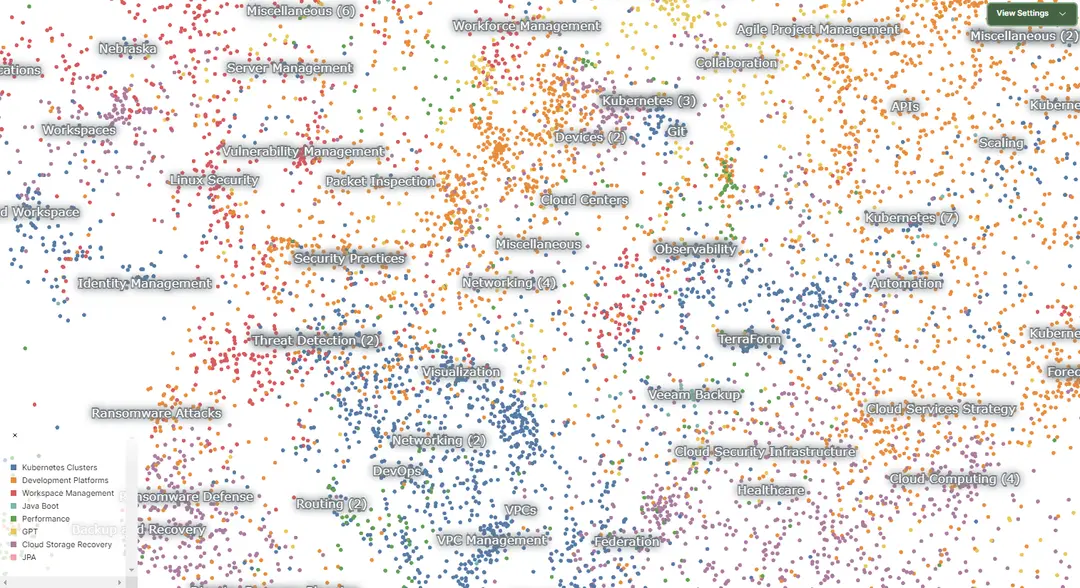 Miscellaneous (6)
View Settings
Workforce Management
Agile Project Management
Miscellaneous (2)
Nebraska
Collaboration
Server Management
cations
Kubernetes (3)
APIs
Kuberne
Workspaces
Git
Devices (2)
Scaling
Vulnerability Management
Linux Security
Packet Inspection
Cloud Centers
d Workspace
Kubernetes (7)
Miscellaneous
Observability
Security Practices
Identity Management
Networking (4)
Automation
Threat Detection (2)
TerraForm
Kuberne
Visualization
Veeam Backup
Ransomware Attacks
Cloud Services Strategy
Networking (2)
Cloud Security Infrastructure
DevOps
Cloud Computing (4)
Healthcare
nsomware Defense
Routing (2)
VPCs
Backup d Recovery
VPC Management
Federation
×
Kubernetes Clusters
Development Platforms
Workspace Management
Java Boot
Performance
GPT
Cloud Storage Recovery
JPA